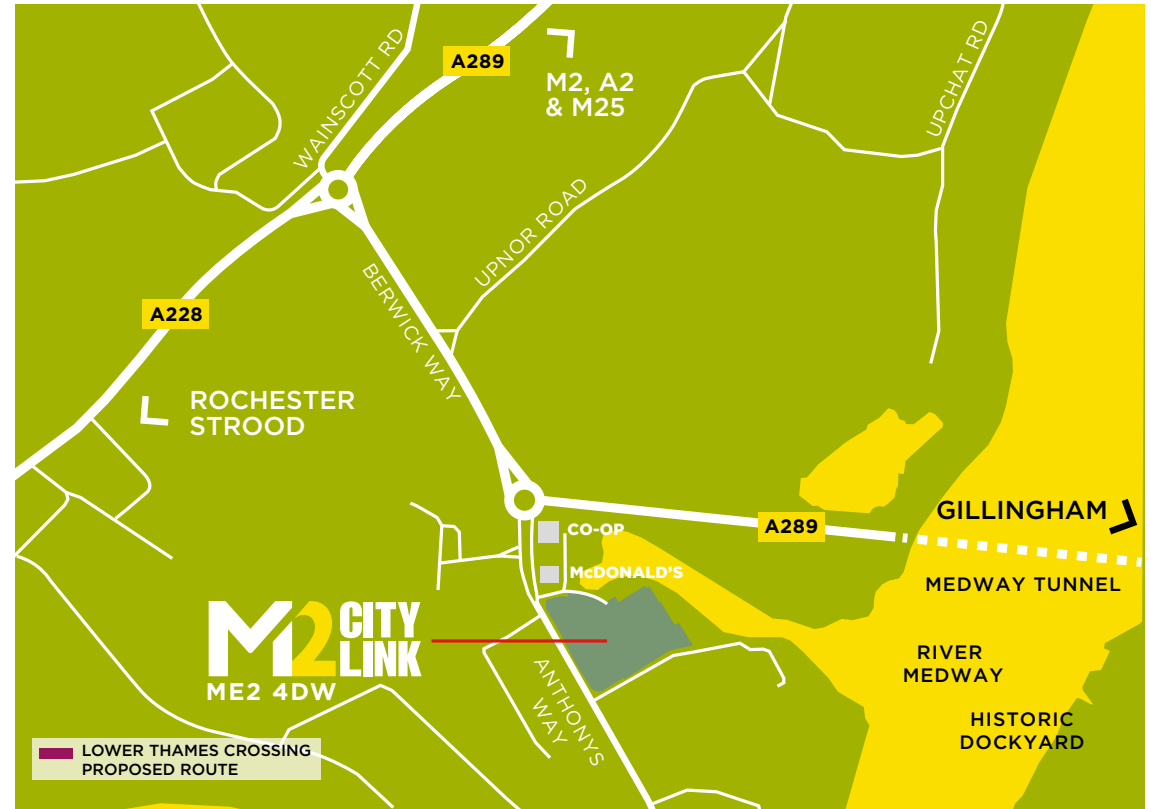 WAINSCOTT RD
A289
M2, A2
& M25
UPCHAT RD
UPNOR ROAD
A228
BERWICK WAY
ROCHESTER
STROOD
GILLINGHAM
CO-OP
A289
McDONALD'S
MEDWAY TUNNEL
M2 CITY
LINK
ME2 4DW
RIVER
MEDWAY
ANTHONYS
WAY
HISTORIC
DOCKYARD
LOWER THAMES CROSSING
PROPOSED ROUTE